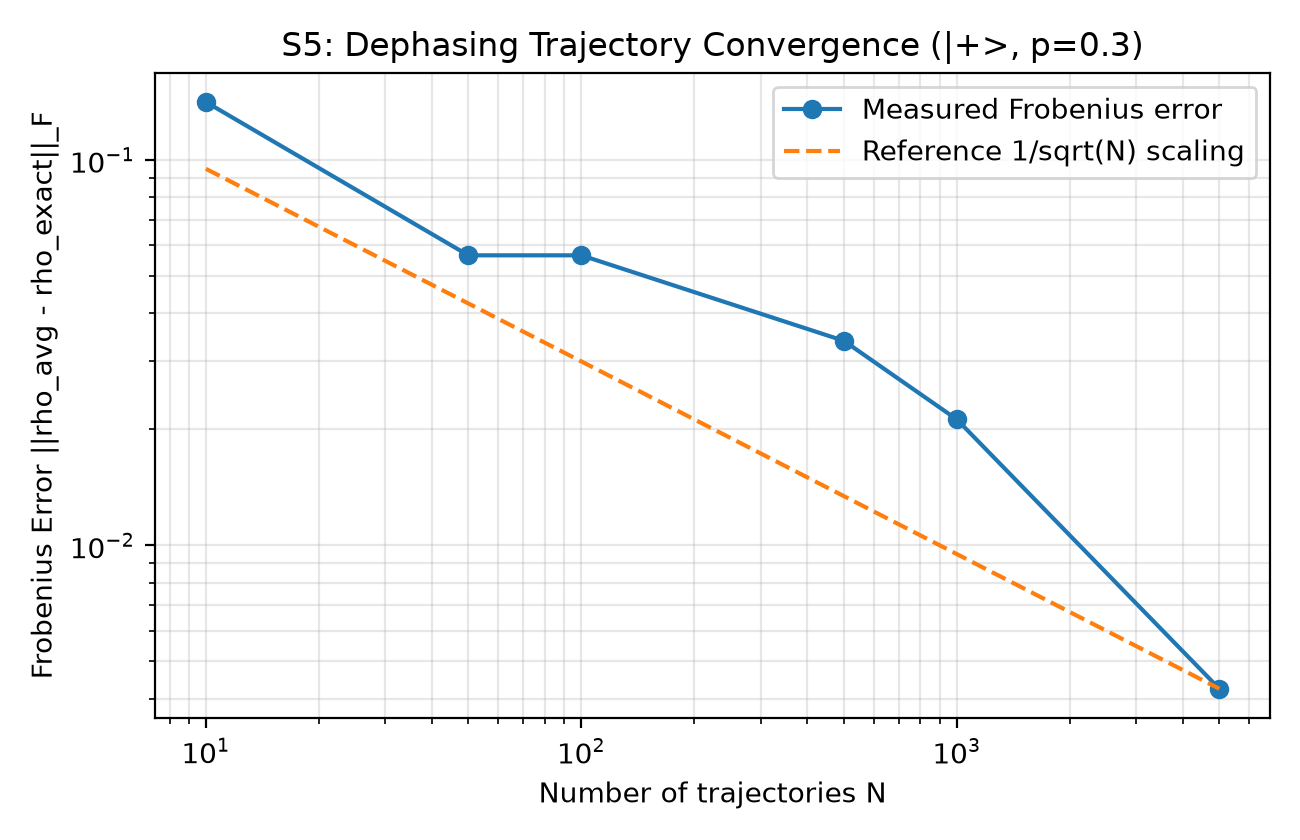 S5: Dephasing Trajectory Convergence (|+>, p=0.3)
Measured Frobenius error
Reference 1/sqrt(N) scaling
Frobenius Error ||rho_avg - rho_exact||_F
10⁻¹
10⁻²
10¹
10²
10³
Number of trajectories N